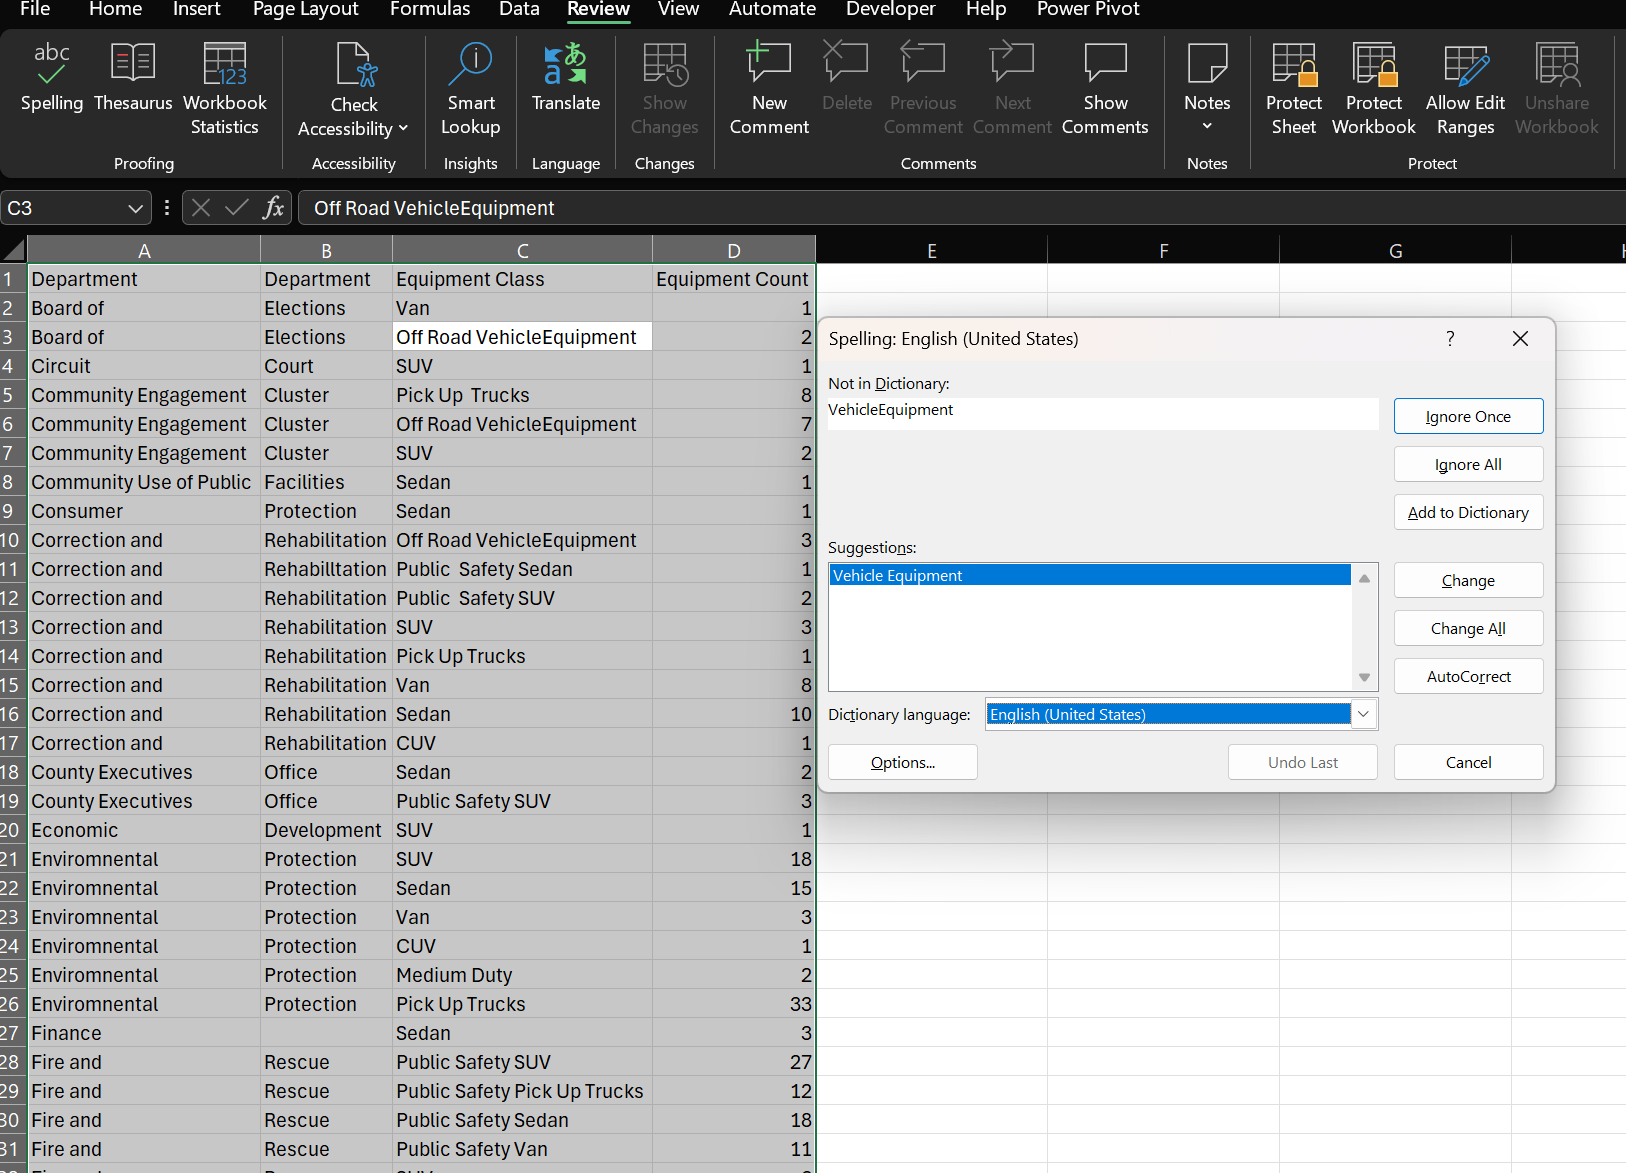 File Home Insert Page Layout Formulas Data Review View Automate Developer Help Power Pivot
abc
Spelling Thesaurus Workbook Statistics Check Accessibility Smart Lookup Translate Show Changes New Comment Delete Previous Comment Next Comment Show Comments Notes Protect Sheet Protect Workbook Allow Edit Ranges Unshare Workbook
Proofing Accessibility Insights Language Changes Comments Notes Protect
C3 fx Off Road VehicleEquipment
A B C D E F G H
1 Department Department Equipment Class Equipment Count
2 Board of Elections Van 1
3 Board of Elections Off Road VehicleEquipment 2
4 Circuit Court SUV 1
5 Community Engagement Cluster Pick Up  Trucks 8
6 Community Engagement Cluster Off Road VehicleEquipment 7
7 Community Engagement Cluster SUV 2
8 Community Use of Public Facilities Sedan 1
9 Consumer Protection Sedan 1
10 Correction and Rehabilitation Off Road VehicleEquipment 3
11 Correction and Rehabilltation Public  Safety Sedan 1
12 Correction and Rehabilitation Public  Safety SUV 2
13 Correction and Rehabilitation SUV 3
14 Correction and Rehabilitation Pick Up Trucks 1
15 Correction and Rehabilitation Van 8
16 Correction and Rehabilitation Sedan 10
17 Correction and Rehabilitation CUV 1
18 County Executives Office Sedan 2
19 County Executives Office Public Safety SUV 3
20 Economic Development SUV 1
21 Enviromnental Protection SUV 18
22 Enviromnental Protection Sedan 15
23 Enviromnental Protection Van 3
24 Enviromnental Protection CUV 1
25 Enviromnental Protection Medium Duty 2
26 Enviromnental Protection Pick Up Trucks 33
27 Finance Sedan 3
28 Fire and Rescue Public Safety SUV 27
29 Fire and Rescue Public Safety Pick Up Trucks 12
30 Fire and Rescue Public Safety Sedan 18
31 Fire and Rescue Public Safety Van 11
Spelling: English (United States) ?
Not in Dictionary:
VehicleEquipment
Ignore Once
Ignore All
Add to Dictionary
Suggestions:
Vehicle Equipment
Change
Change All
AutoCorrect
Dictionary language: English (United States)
Options... Undo Last Cancel